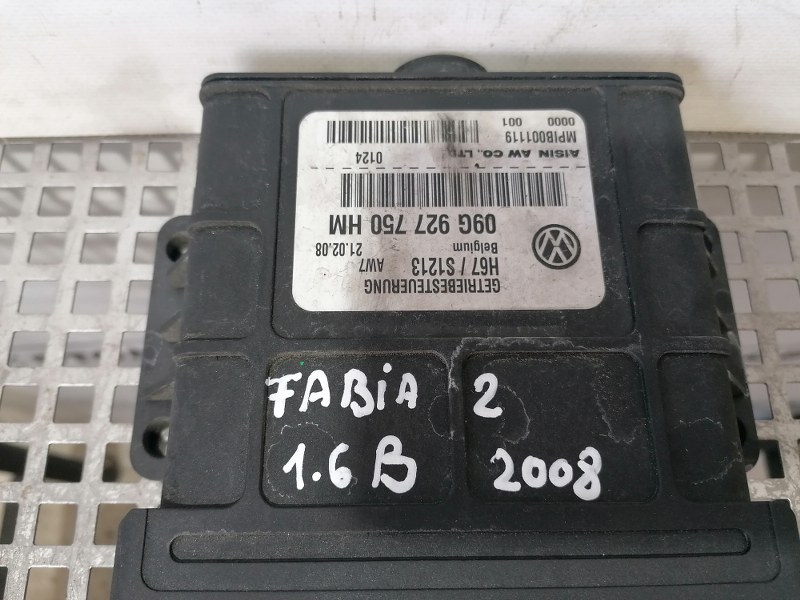 GETRIEBESTEUERUNG
H67 / S1213 AW7
Belgium 21.02.08
09G 927 750 HM
AISIN AW CO., LTD
MPIB001119 0124
0000 001
FABiA 2
1.6 B 2008